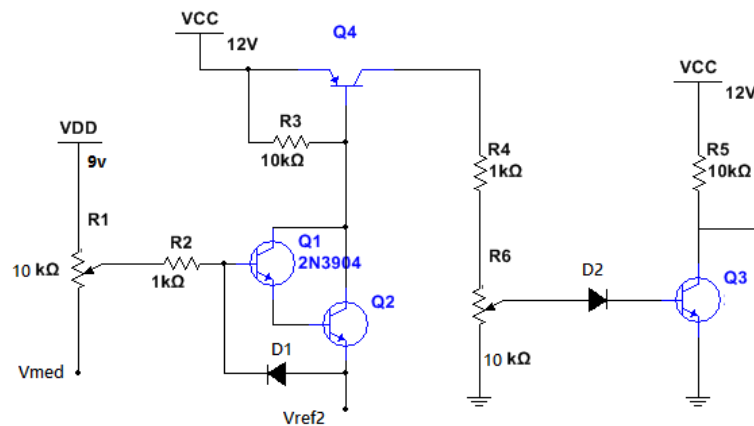 VCC
12V
Q4
VCC
12V
R3
10kΩ
VDD
9v
R4
1kΩ
R5
10kΩ
R1
10 kΩ
R2
1kΩ
Q1
2N3904
R6
D2
Q3
Q2
D1
10 kΩ
Vmed
Vref2